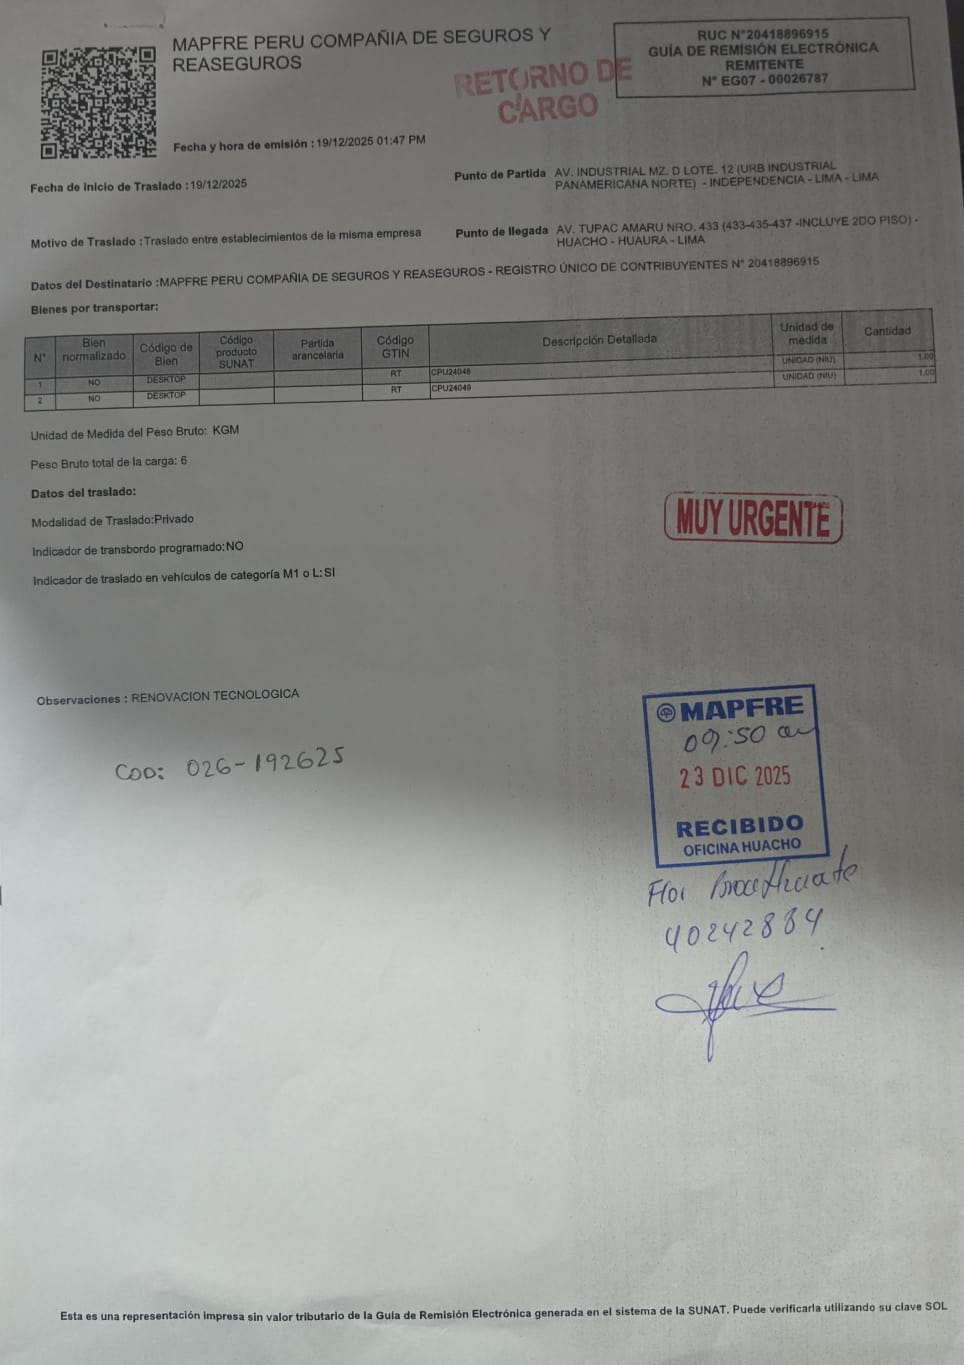 MAPFRE PERU COMPAÑIA DE SEGUROS Y
REASEGUROS
RETORNO DE
CARGO
RUC N°20418896915
GUÍA DE REMISIÓN ELECTRÓNICA
REMITENTE
N° EG07 - 00026787
Fecha y hora de emisión : 19/12/2025 01:47 PM
Fecha de inicio de Traslado : 19/12/2025
Punto de Partida AV. INDUSTRIAL MZ. D LOTE. 12 (URB INDUSTRIAL
PANAMERICANA NORTE) - INDEPENDENCIA - LIMA - LIMA
Motivo de Traslado : Traslado entre establecimientos de la misma empresa
Punto de llegada AV. TUPAC AMARU NRO. 433 (433-435-437 -INCLUYE 2DO PISO) -
HUACHO - HUAURA - LIMA
Datos del Destinatario :MAPFRE PERU COMPAÑIA DE SEGUROS Y REASEGUROS - REGISTRO ÚNICO DE CONTRIBUYENTES N° 20418896915
Bienes por transportar:
N° Bien normalizado Código de Bien Código producto SUNAT Partida arancelaria Código GTIN Descripción Detallada Unidad de medida Cantidad
1 NO DESKTOP RT CPU24048 UNIDAD (NIU) 1.00
2 NO DESKTOP RT CPU24049 UNIDAD (NIU) 1.00
Unidad de Medida del Peso Bruto: KGM
Peso Bruto total de la carga: 6
Datos del traslado:
Modalidad de Traslado:Privado
Indicador de transbordo programado:NO
Indicador de traslado en vehículos de categoría M1 o L:SI
MUY URGENTE
Observaciones : RENOVACION TECNOLOGICA
COD: 026-192625
MAPFRE
09:50 am
23 DIC 2025
RECIBIDO
OFICINA HUACHO
Flor
40242884
Esta es una representación impresa sin valor tributario de la Guía de Remisión Electrónica generada en el sistema de la SUNAT. Puede verificarla utilizando su clave SOL